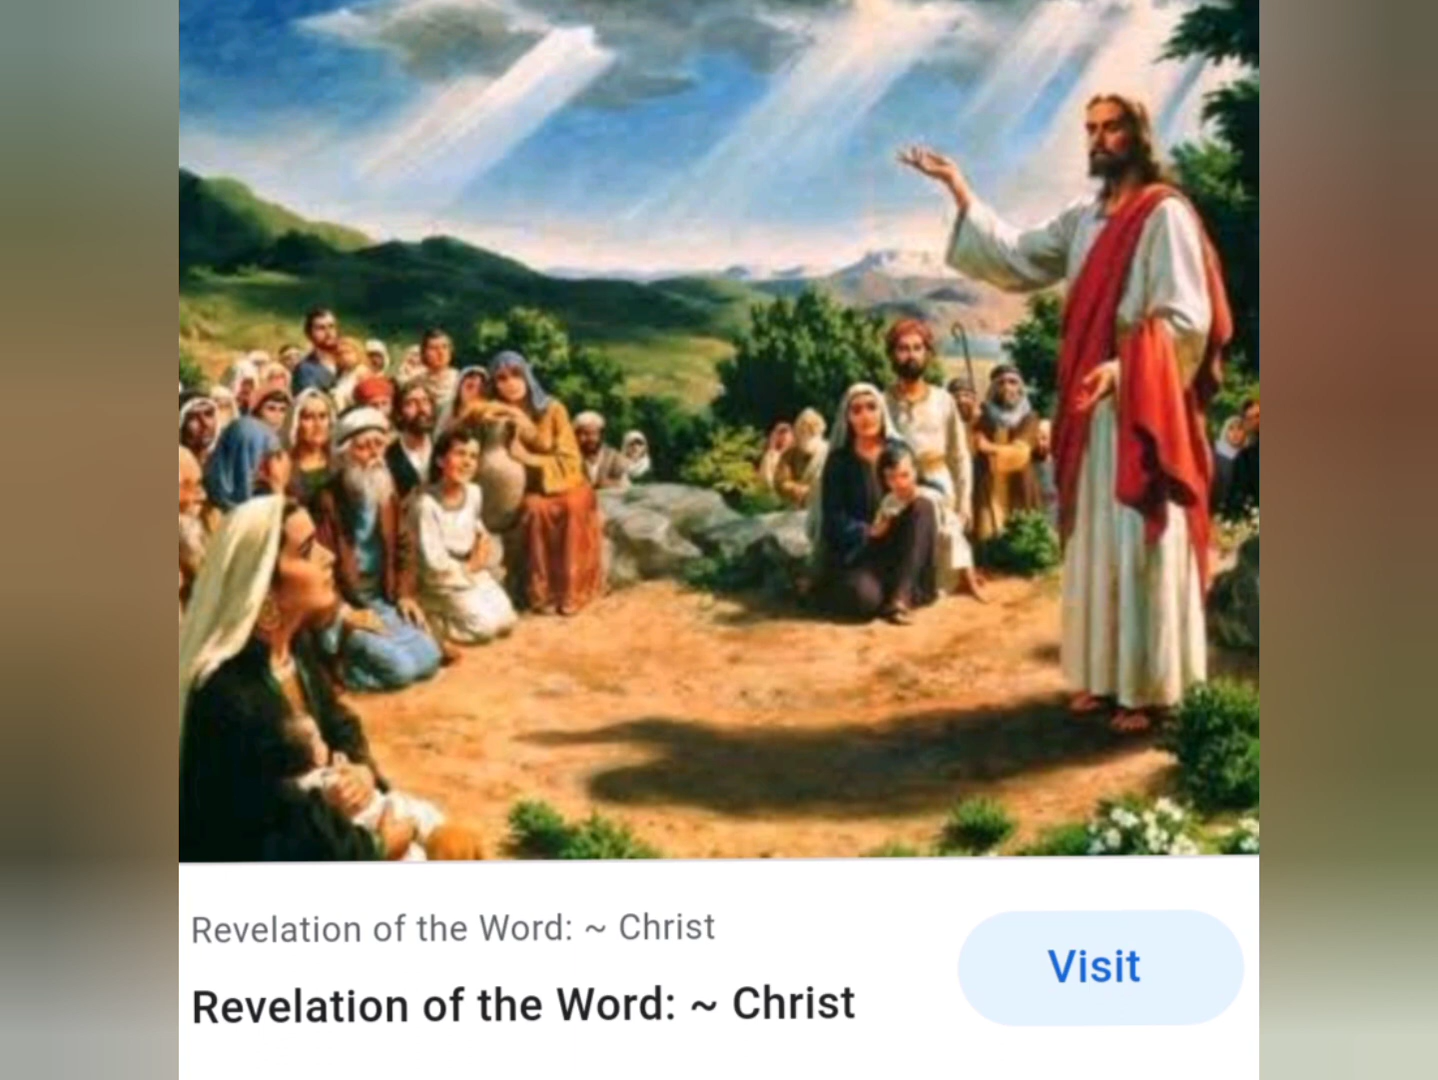 Revelation of the Word: ~ Christ
Revelation of the Word: ~ Christ
Visit